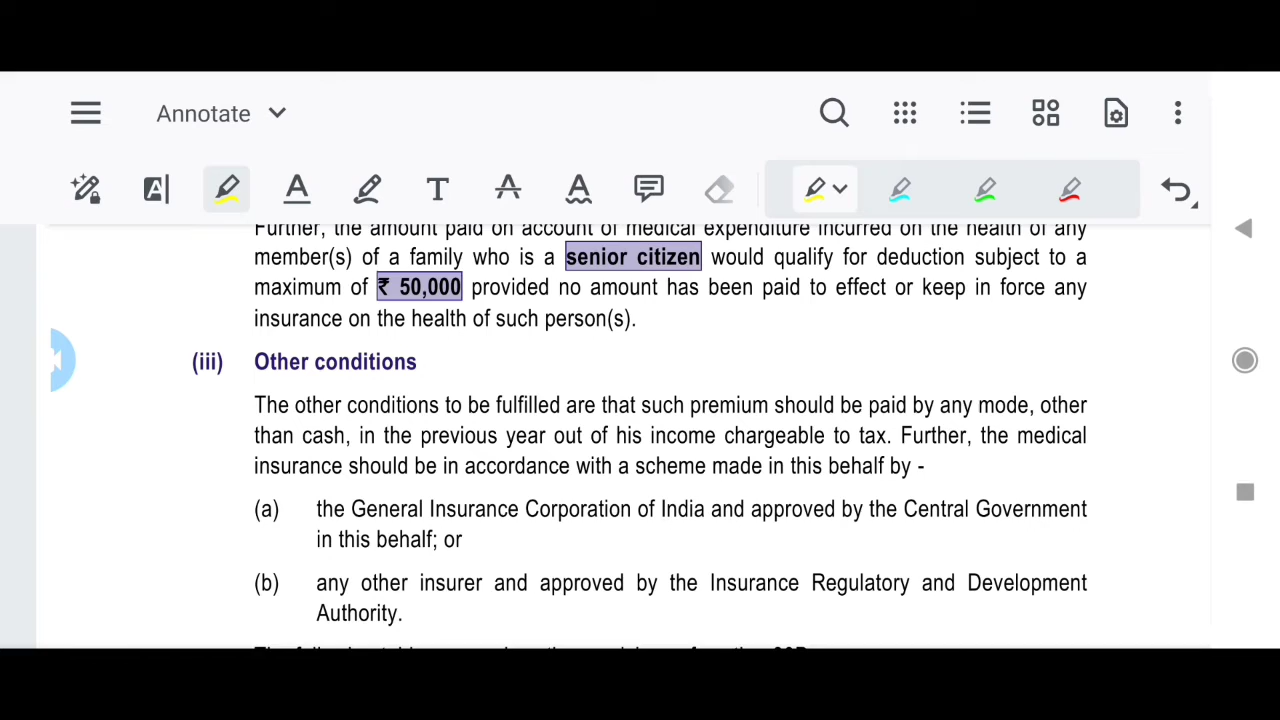 Annotate
Further, the amount paid on account of medical expenditure incurred on the health of any
member(s) of a family who is a senior citizen would qualify for deduction subject to a
maximum of ₹ 50,000 provided no amount has been paid to effect or keep in force any
insurance on the health of such person(s).
(iii) Other conditions
The other conditions to be fulfilled are that such premium should be paid by any mode, other
than cash, in the previous year out of his income chargeable to tax. Further, the medical
insurance should be in accordance with a scheme made in this behalf by -
(a) the General Insurance Corporation of India and approved by the Central Government
in this behalf; or
(b) any other insurer and approved by the Insurance Regulatory and Development
Authority.